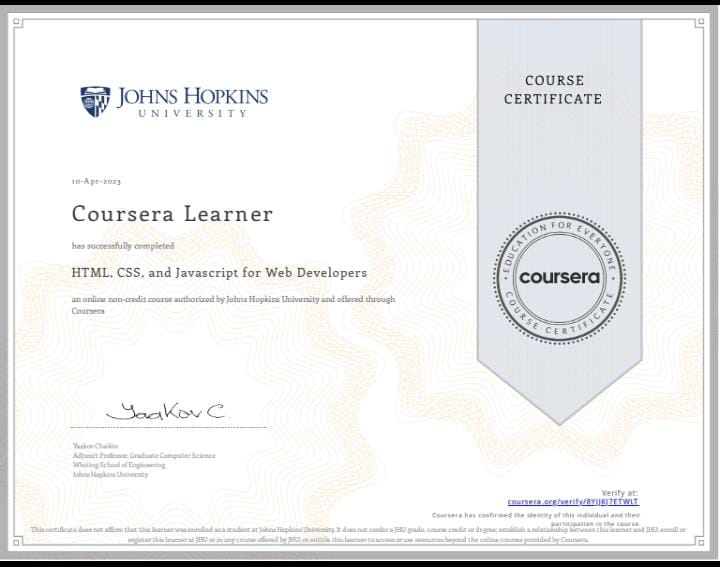 JOHNS HOPKINS
UNIVERSITY
COURSE
CERTIFICATE
10-Apr-2023
Coursera Learner
has successfully completed
HTML, CSS, and Javascript for Web Developers
an online non-credit course authorized by Johns Hopkins University and offered through
Coursera
EDUCATION FOR EVERYONE
coursera
COURSE CERTIFICATE
Yaakov C.
Yaakov Chaikin
Adjunct Professor, Graduate Computer Science
Whiting School of Engineering
Johns Hopkins University
Verify at:
coursera.org/verify/
Coursera has confirmed the identity of this individual and their
participation in the course.
This certificate does not affirm that this learner was enrolled as a student at Johns Hopkins University. It does not confer a JHU grade, course credit or degree; establish a relationship between this learner and JHU; enroll or
register this learner at JHU or in any course offered by JHU; or entitle this learner to access or use resources beyond the online courses provided by Coursera.